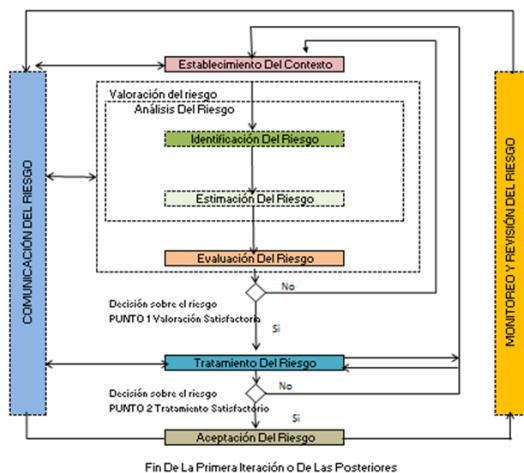 Establecimiento Del Contexto
Valoración del riesgo
Análisis Del Riesgo
Identificación Del Riesgo
Estimación Del Riesgo
Evaluación Del Riesgo
No
Decisión sobre el riesgo
PUNTO 1 Valoración Satisfactoria
Si
Tratamiento Del Riesgo
No
Decisión sobre el riesgo
PUNTO 2 Tratamiento Satisfactorio
Si
Aceptación Del Riesgo
COMUNICACIÓN DEL RIESGO
MONITOREO Y REVISIÓN DEL RIESGO
Fin De La Primera Iteración o De Las Posteriores